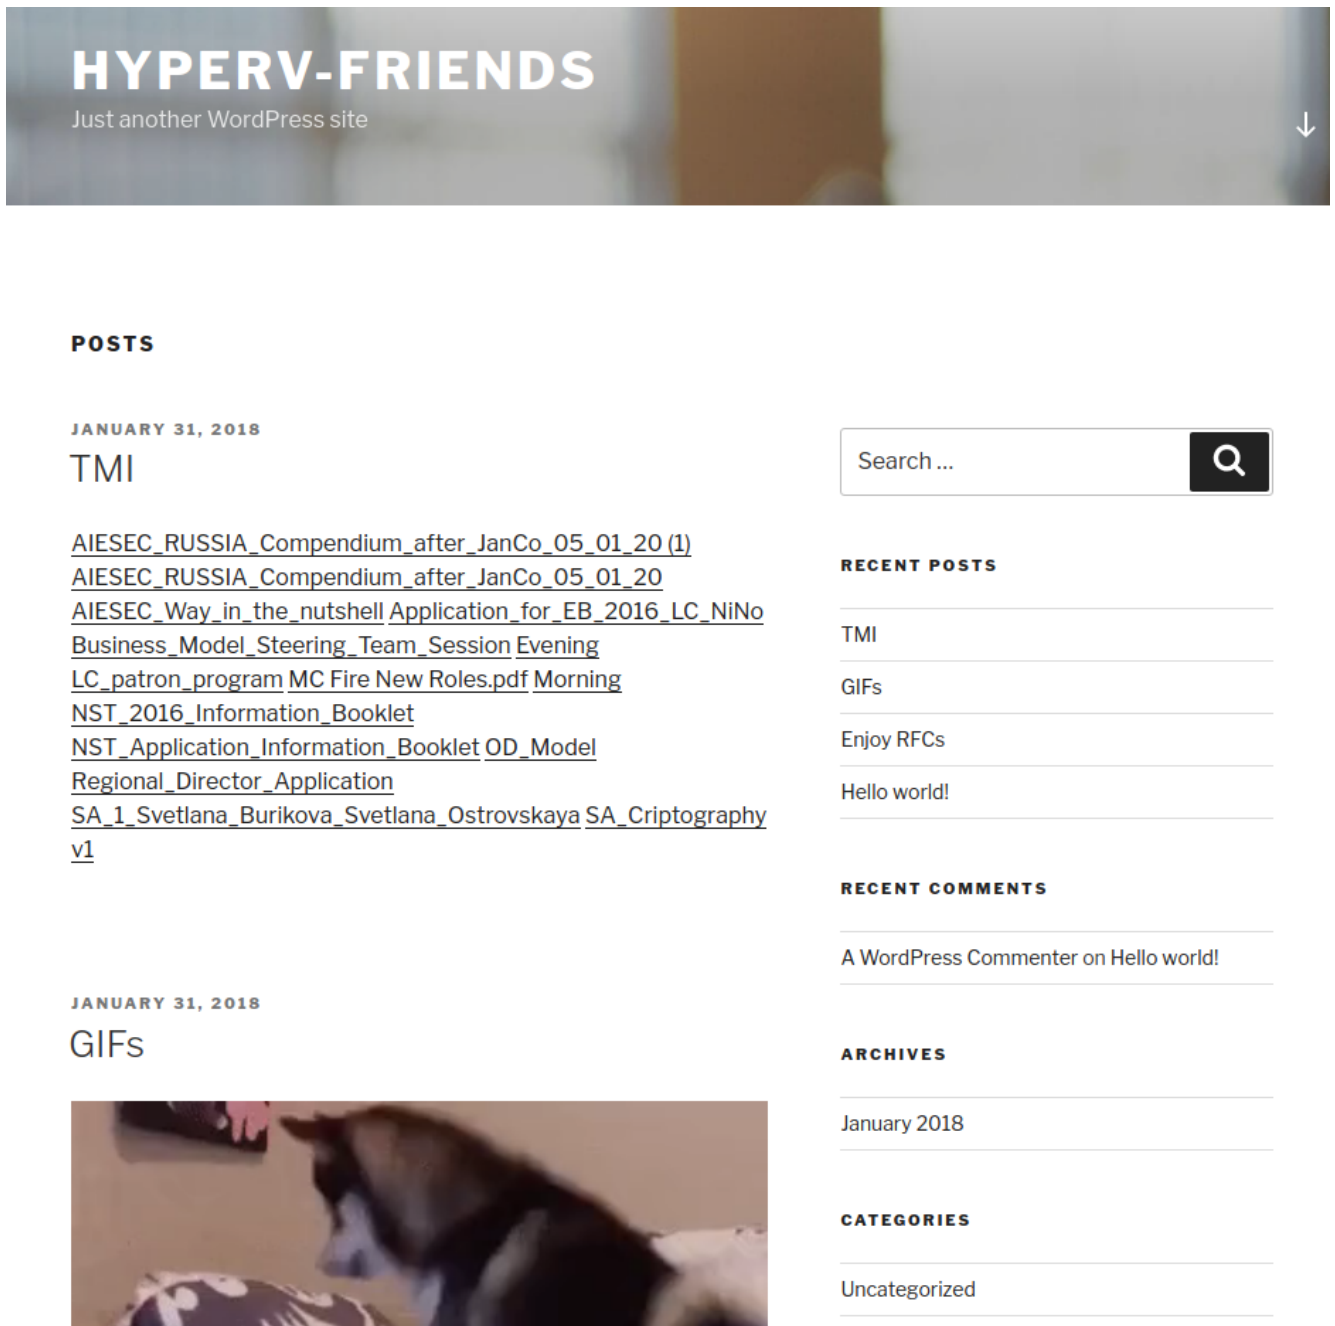 HYPERV-FRIENDS
Just another WordPress site
POSTS
JANUARY 31, 2018
TMI
AIESEC_RUSSIA_Compendium_after_JanCo_05_01_20 (1)
AIESEC_RUSSIA_Compendium_after_JanCo_05_01_20
AIESEC_Way_in_the_nutshell Application_for_EB_2016_LC_NiNo
Business_Model_Steering_Team_Session Evening
LC_patron_program MC Fire New Roles.pdf Morning
NST_2016_Information_Booklet
NST_Application_Information_Booklet OD_Model
Regional_Director_Application
SA_1_Svetlana_Burikova_Svetlana_Ostrovskaya SA_Criptography
v1
JANUARY 31, 2018
GIFs
Search ...
RECENT POSTS
TMI
GIFs
Enjoy RFCs
Hello world!
RECENT COMMENTS
A WordPress Commenter on Hello world!
ARCHIVES
January 2018
CATEGORIES
Uncategorized